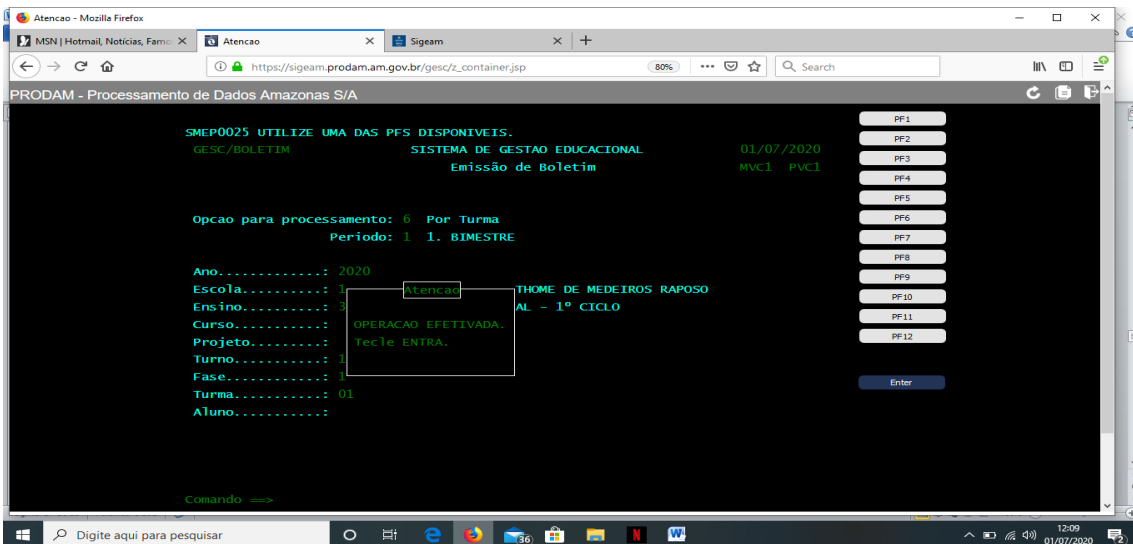 Atencao - Mozilla Firefox
MSN | Hotmail, Notícias, Famo
Atencao
Sigeam
https://sigeam.prodam.am.gov.br/gesc/z_container.jsp
80%
Search
PRODAM - Processamento de Dados Amazonas S/A
SMEP0025 UTILIZE UMA DAS PFS DISPONIVEIS.
GESC/BOLETIM SISTEMA DE GESTAO EDUCACIONAL 01/07/2020
Emissão de Boletim MVC1 PVC1
Opcao para processamento: 6 Por Turma
Periodo: 1 1. BIMESTRE
Ano.............: 2020
Escola..........: 1 THOME DE MEDEIROS RAPOSO
Ensino..........: 3 AL - 1º CICLO
Curso...........:
Projeto.........:
Turno...........: 1
Fase............: 1
Turma...........: 01
Aluno...........:
Atencao
OPERACAO EFETIVADA.
Tecle ENTRA.
Comando ==>
PF1
PF2
PF3
PF4
PF5
PF6
PF7
PF8
PF9
PF10
PF11
PF12
Enter
Digite aqui para pesquisar
36
N
W
12:09
01/07/2020
2